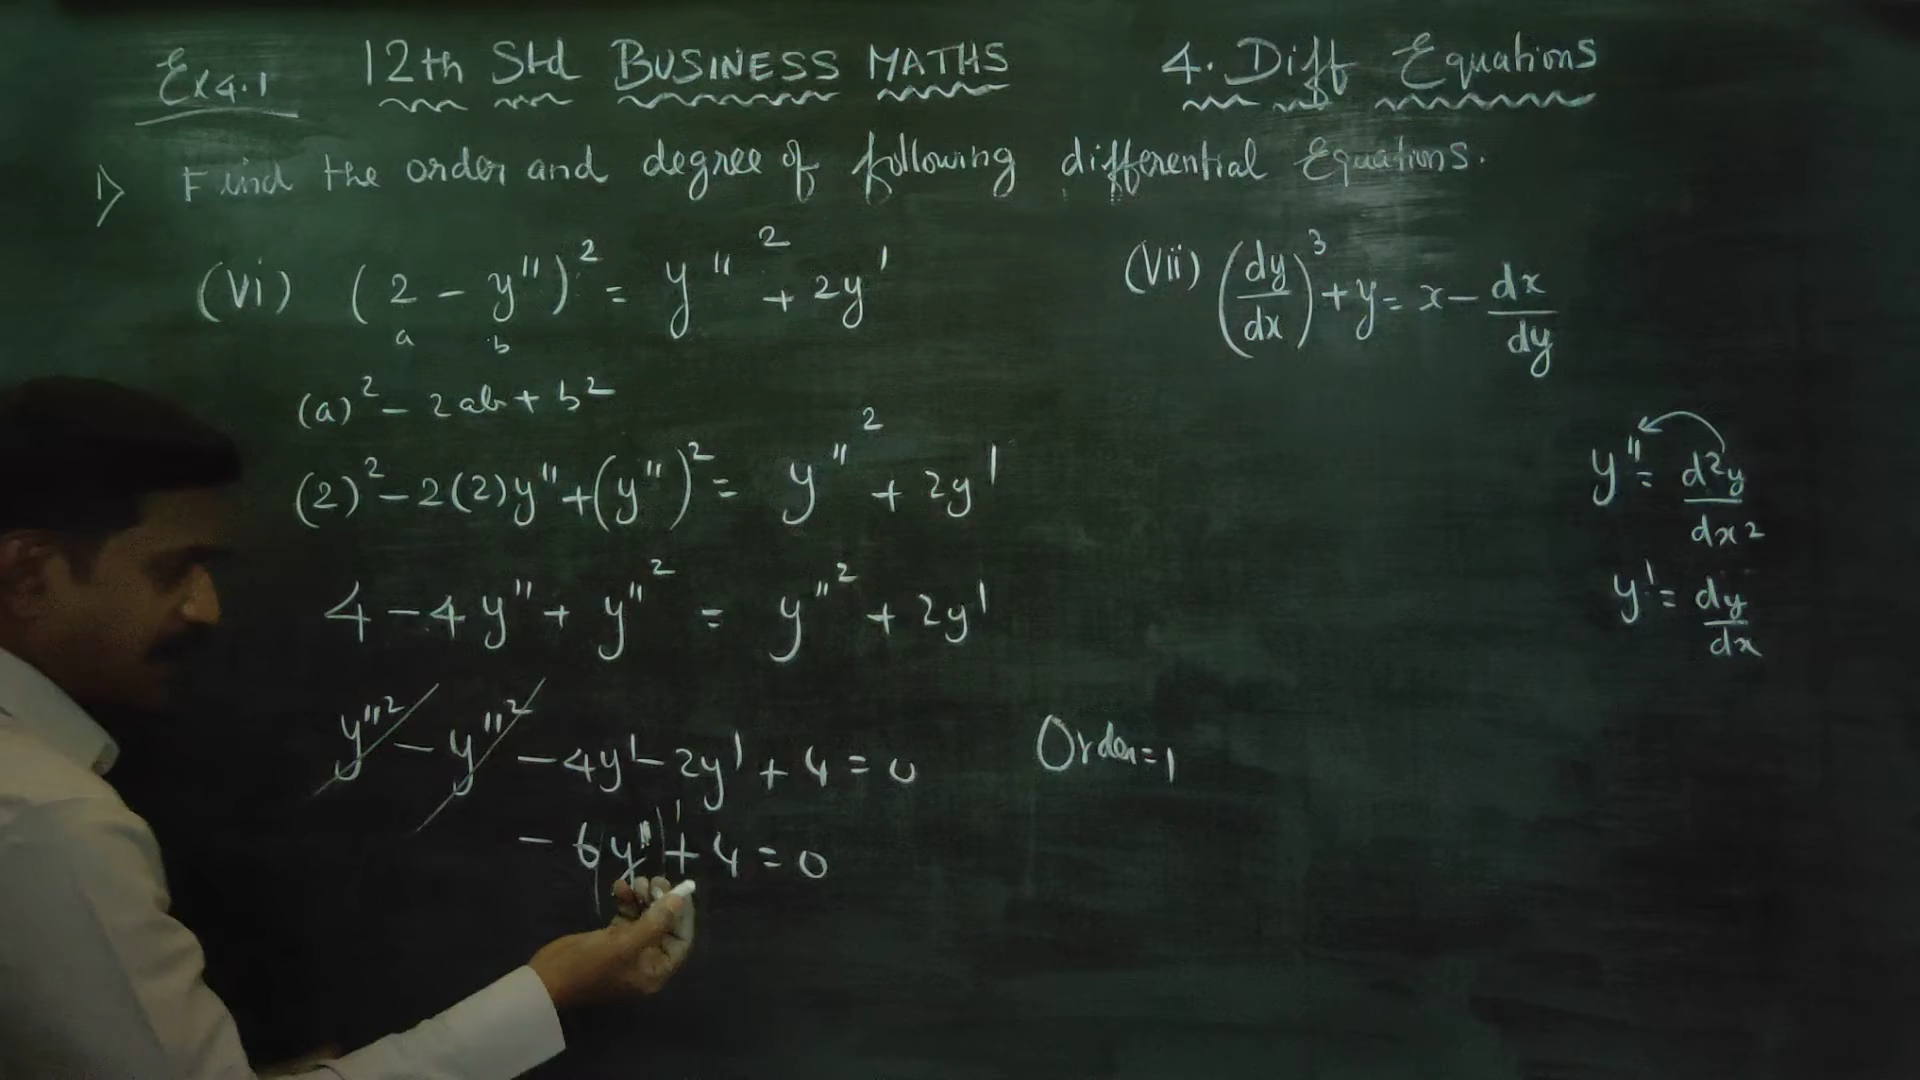 Ex 4.1 12th Std BUSINESS MATHS 4. Diff Equations
1) Find the order and degree of following differential Equations.
(vi) (2 - y'')² = y''² + 2y'
a b
(vii) (dy/dx)³ + y = x - dx/dy
(a)² - 2ab + b²
(2)² - 2(2)y'' + (y'')² = y''² + 2y'
y'' = d²y/dx²
4 - 4y'' + y''² = y''² + 2y'
y' = dy/dx
y''² - y''² - 4y' - 2y' + 4 = 0
Order = 1
- 6y'' + 4 = 0